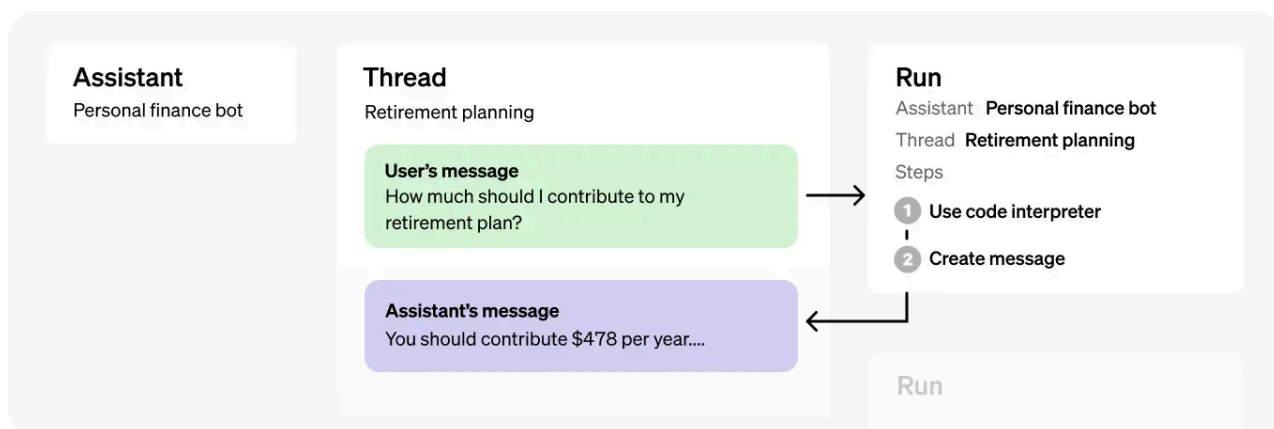 Assistant
Personal finance bot
Thread
Retirement planning
User’s message
How much should I contribute to my
retirement plan?
Assistant’s message
You should contribute $478 per year....
Run
Assistant Personal finance bot
Thread Retirement planning
Steps
1 Use code interpreter
2 Create message
Run